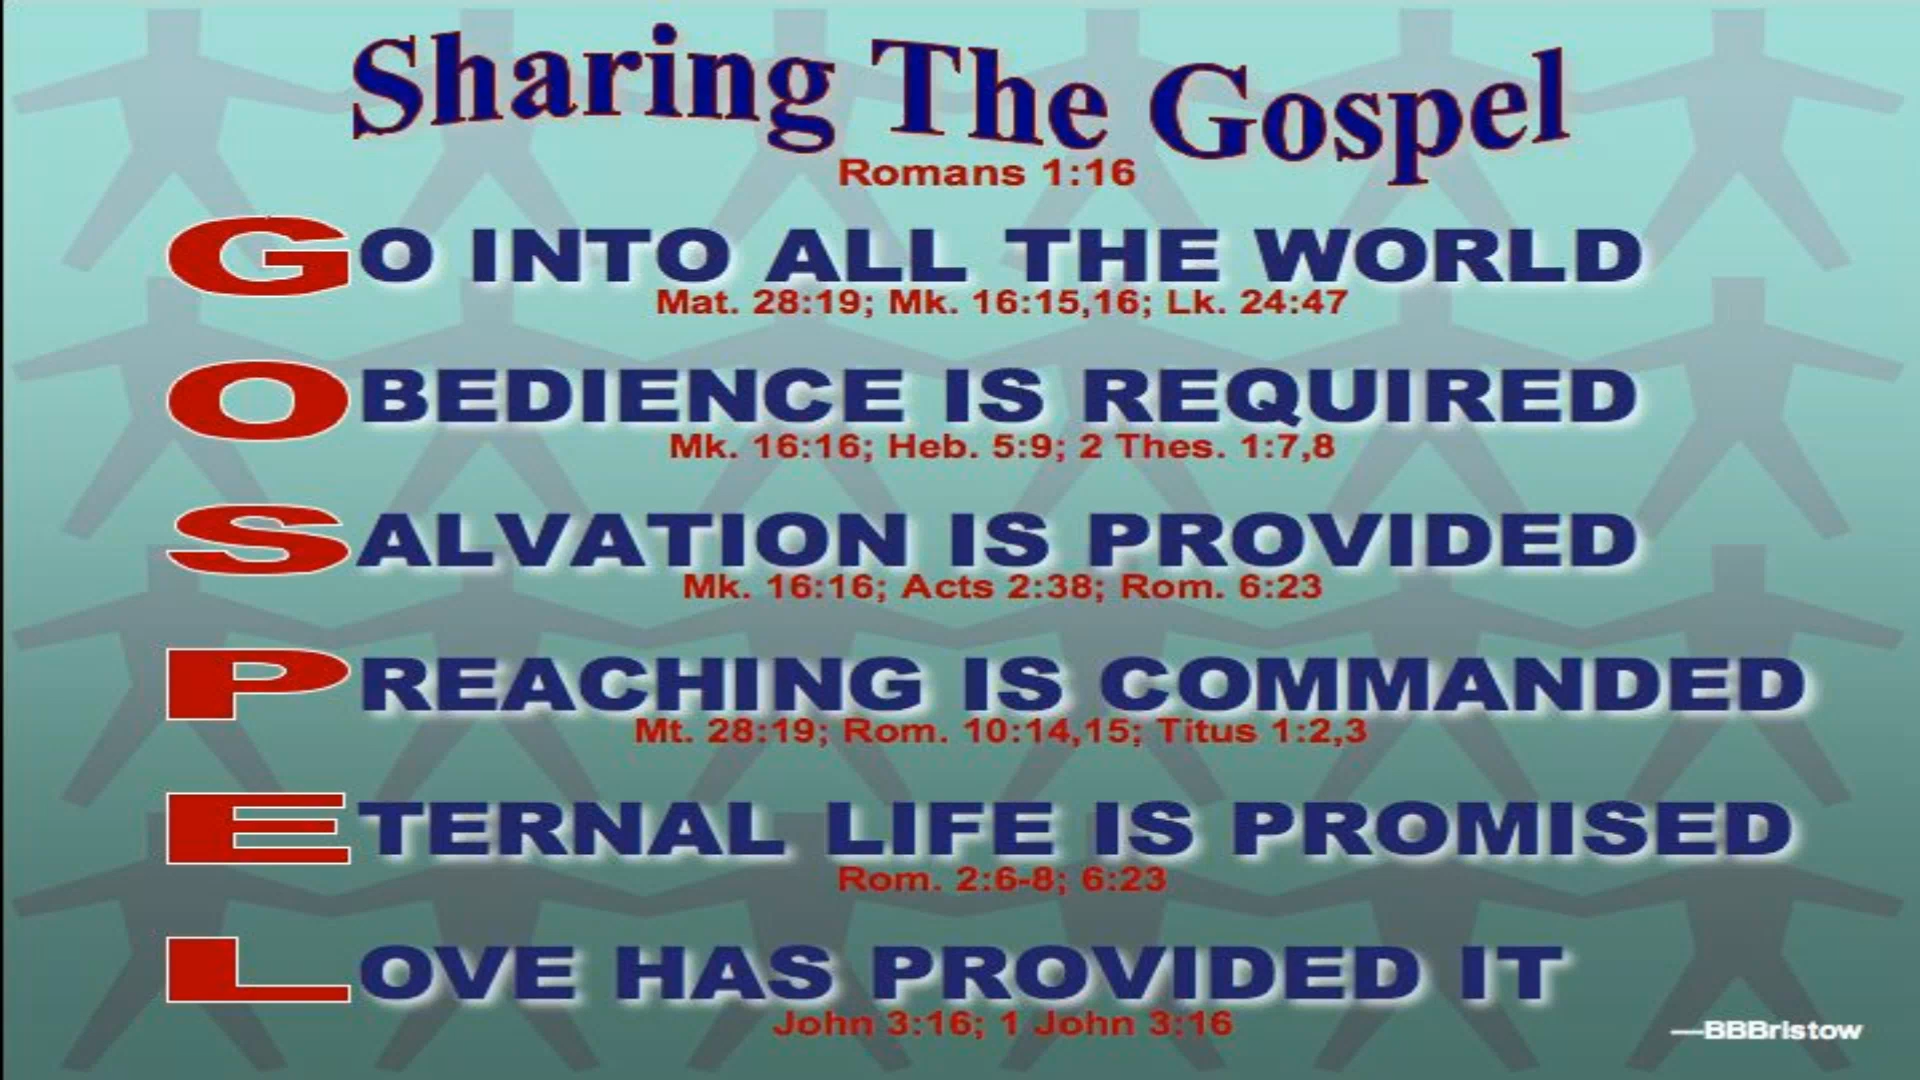 Sharing The Gospel
Romans 1:16
GO INTO ALL THE WORLD
Mat. 28:19; Mk. 16:15,16; Lk. 24:47
OBEDIENCE IS REQUIRED
Mk. 16:16; Heb. 5:9; 2 Thes. 1:7,8
SALVATION IS PROVIDED
Mk. 16:16; Acts 2:38; Rom. 6:23
PREACHING IS COMMANDED
Mt. 28:19; Rom. 10:14,15; Titus 1:2,3
ETERNAL LIFE IS PROMISED
Rom. 2:6-8; 6:23
LOVE HAS PROVIDED IT
John 3:16; 1 John 3:16
—BBBristow